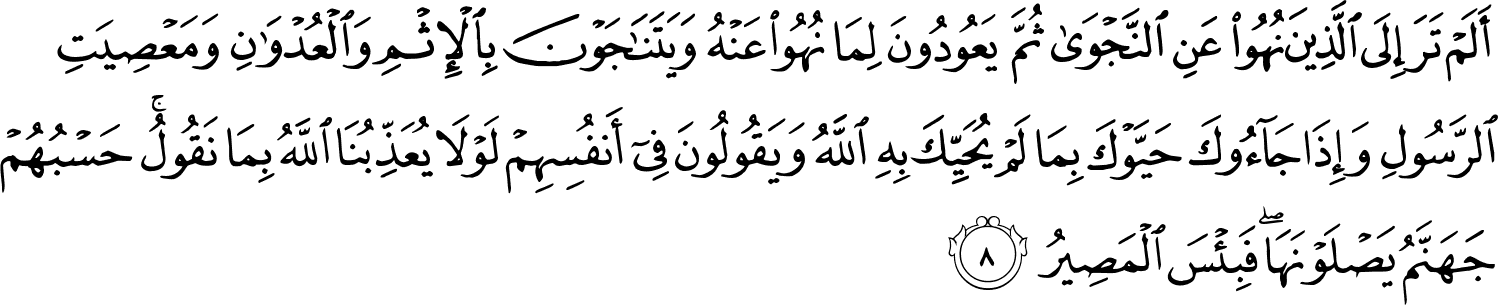 أَلَمۡ تَرَ إِلَى ٱلَّذِينَ نُهُواْ عَنِ ٱلنَّجۡوَىٰ ثُمَّ يَعُودُونَ لِمَا نُهُواْ عَنۡهُ وَيَتَنَٰجَوۡنَ بِٱلۡإِثۡمِ وَٱلۡعُدۡوَٰنِ وَمَعۡصِيَتِ
ٱلرَّسُولِ وَإِذَا جَآءُوكَ حَيَّوۡكَ بِمَا لَمۡ يُحَيِّكَ بِهِ ٱللَّهُ وَيَقُولُونَ فِيٓ أَنفُسِهِمۡ لَوۡلَا يُعَذِّبُنَا ٱللَّهُ بِمَا نَقُولُۚ حَسۡبُهُمۡ
جَهَنَّمُ يَصۡلَوۡنَهَاۖ فَبِئۡسَ ٱلۡمَصِيرُ ٨